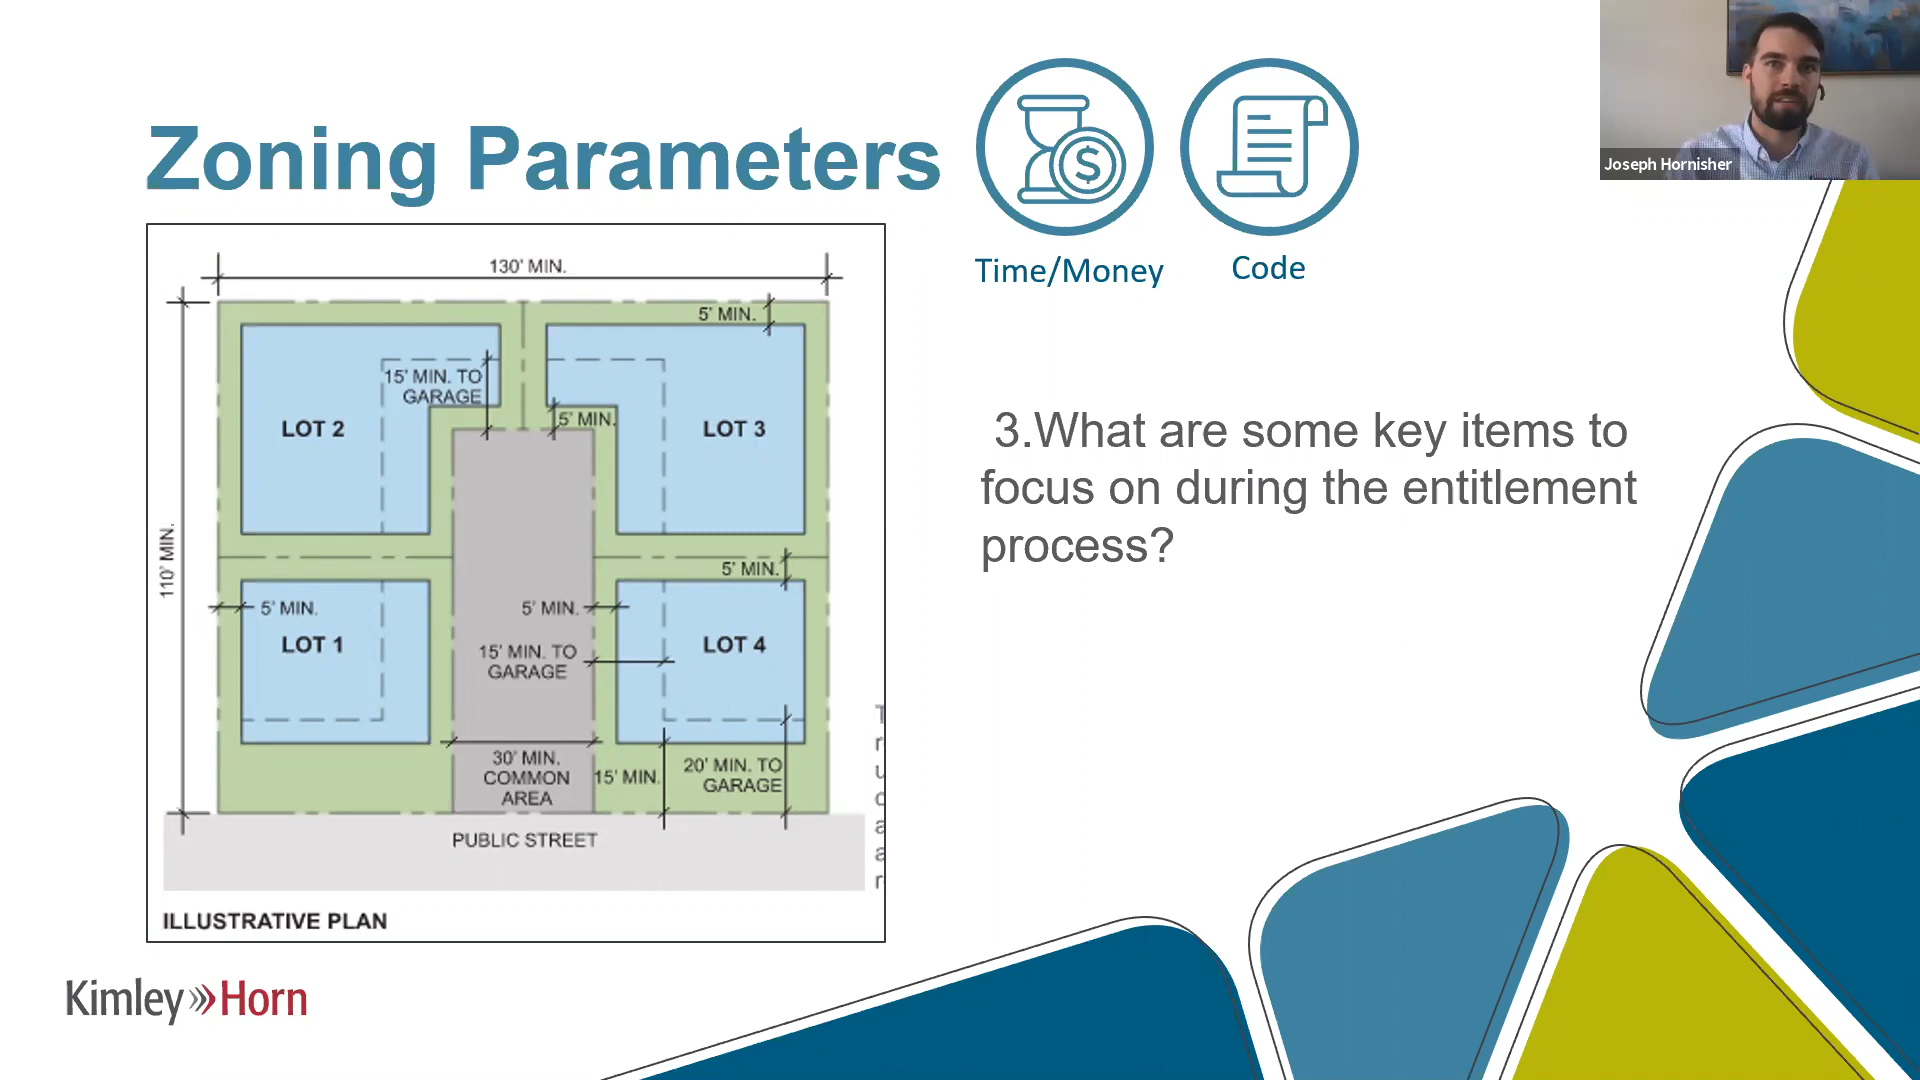 Joseph Hornisher
Zoning Parameters
$
Time/Money
Code
130' MIN.
5' MIN.
15' MIN. TO
GARAGE
5' MIN.
LOT 2
LOT 3
110' MIN.
5' MIN.
5' MIN.
5' MIN.
LOT 1
LOT 4
15' MIN. TO
GARAGE
30' MIN.
COMMON
AREA
15' MIN.
20' MIN. TO
GARAGE
PUBLIC STREET
ILLUSTRATIVE PLAN
3.What are some key items to
focus on during the entitlement
process?
Kimley Horn